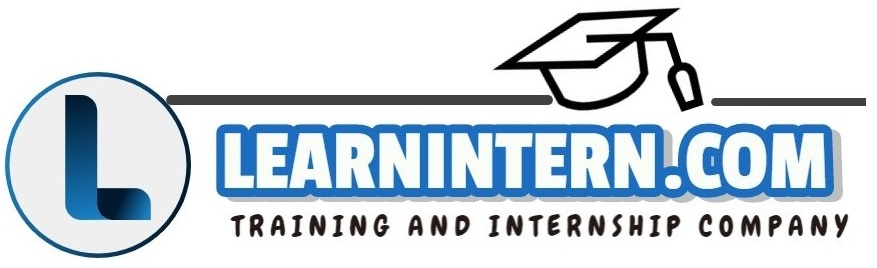 L
LEARNINTERN.COM
TRAINING AND INTERNSHIP COMPANY